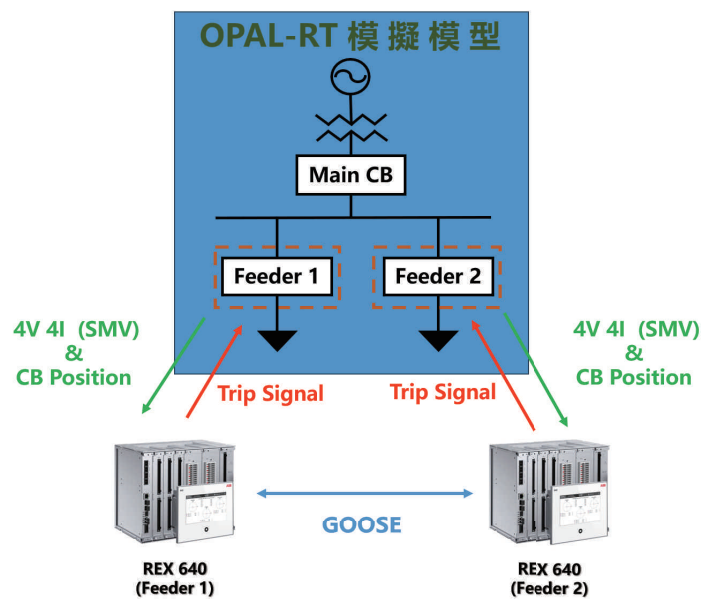 OPAL-RT 模擬模型
Main CB
Feeder 1
Feeder 2
4V 4I (SMV)
&
CB Position
4V 4I (SMV)
&
CB Position
Trip Signal
Trip Signal
GOOSE
REX 640
(Feeder 1)
REX 640
(Feeder 2)